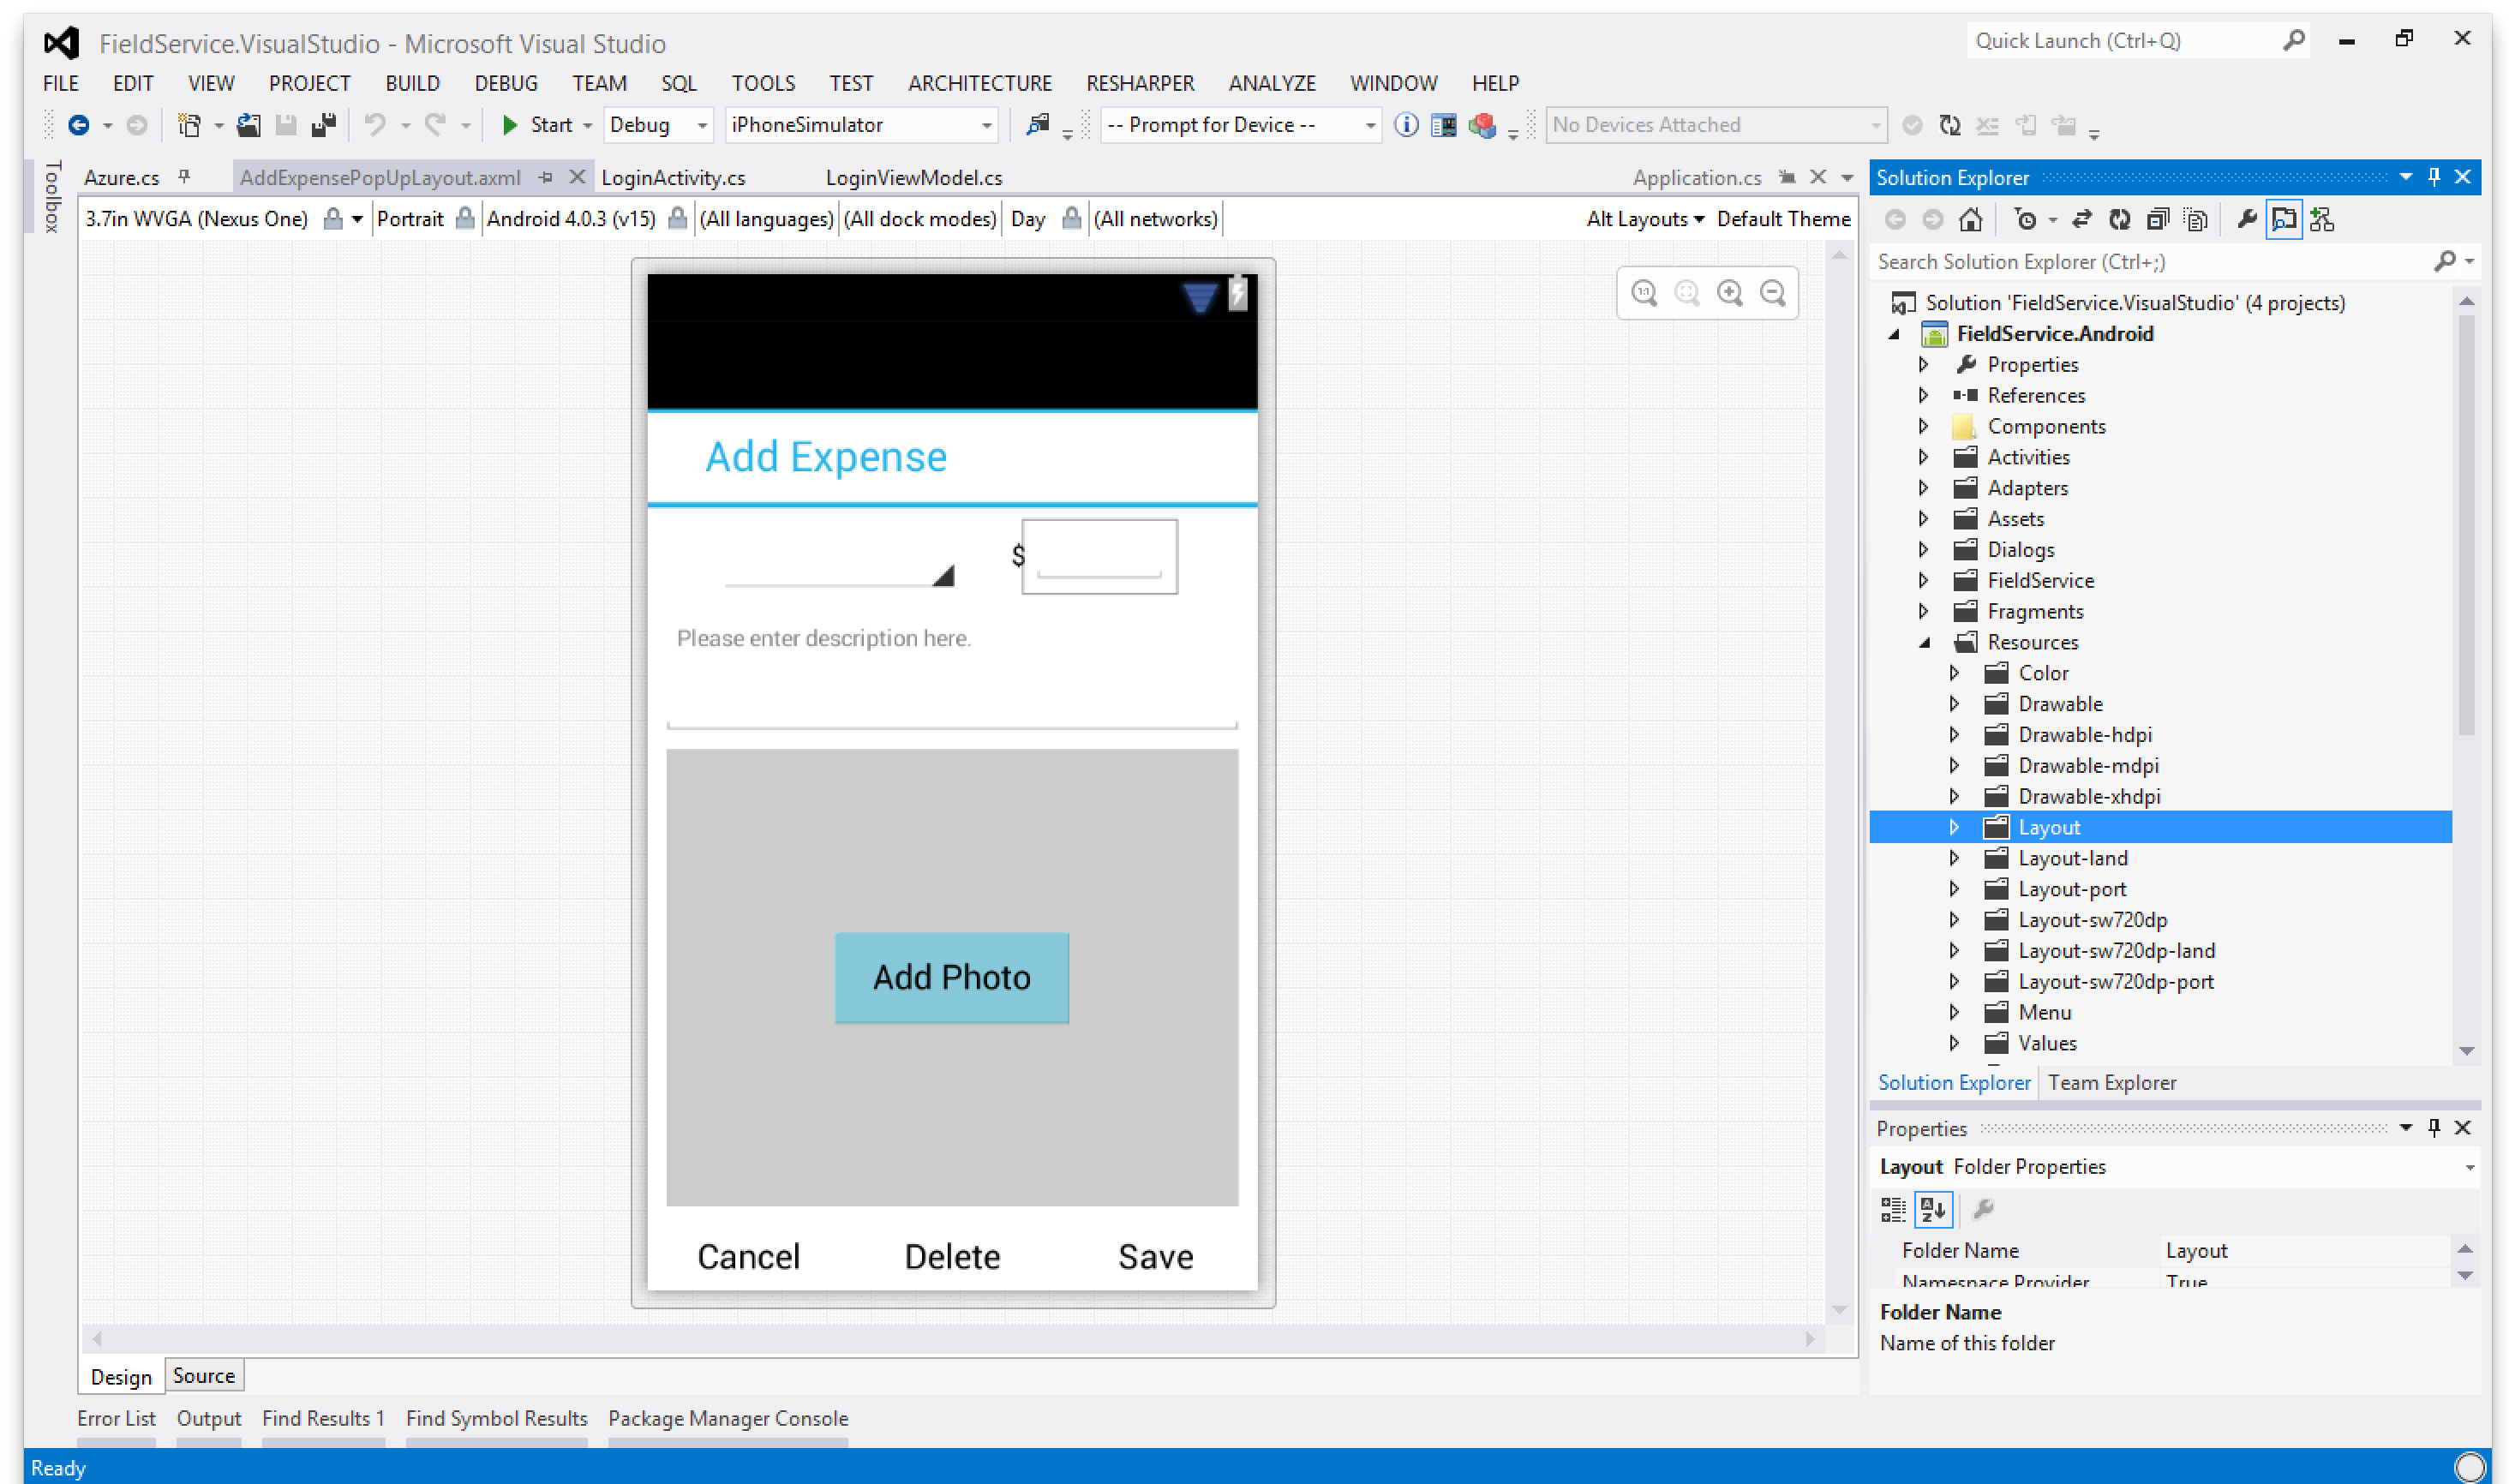 FieldService.VisualStudio - Microsoft Visual Studio
Quick Launch (Ctrl+Q)
FILE EDIT VIEW PROJECT BUILD DEBUG TEAM SQL TOOLS TEST ARCHITECTURE RESHARPER ANALYZE WINDOW HELP
Start Debug iPhoneSimulator -- Prompt for Device -- No Devices Attached
Toolbox
Azure.cs AddExpensePopUpLayout.axml LoginActivity.cs LoginViewModel.cs Application.cs
3.7in WVGA (Nexus One) Portrait Android 4.0.3 (v15) (All languages) (All dock modes) Day (All networks) Alt Layouts Default Theme
1:1
Add Expense
$
Please enter description here.
Add Photo
Cancel Delete Save
Design Source
Solution Explorer
Search Solution Explorer (Ctrl+;)
Solution 'FieldService.VisualStudio' (4 projects)
FieldService.Android
Properties
References
Components
Activities
Adapters
Assets
Dialogs
FieldService
Fragments
Resources
Color
Drawable
Drawable-hdpi
Drawable-mdpi
Drawable-xhdpi
Layout
Layout-land
Layout-port
Layout-sw720dp
Layout-sw720dp-land
Layout-sw720dp-port
Menu
Values
Solution Explorer Team Explorer
Properties
Layout Folder Properties
Folder Name Layout
Namespace Provider True
Folder Name
Name of this folder
Error List Output Find Results 1 Find Symbol Results Package Manager Console
Ready